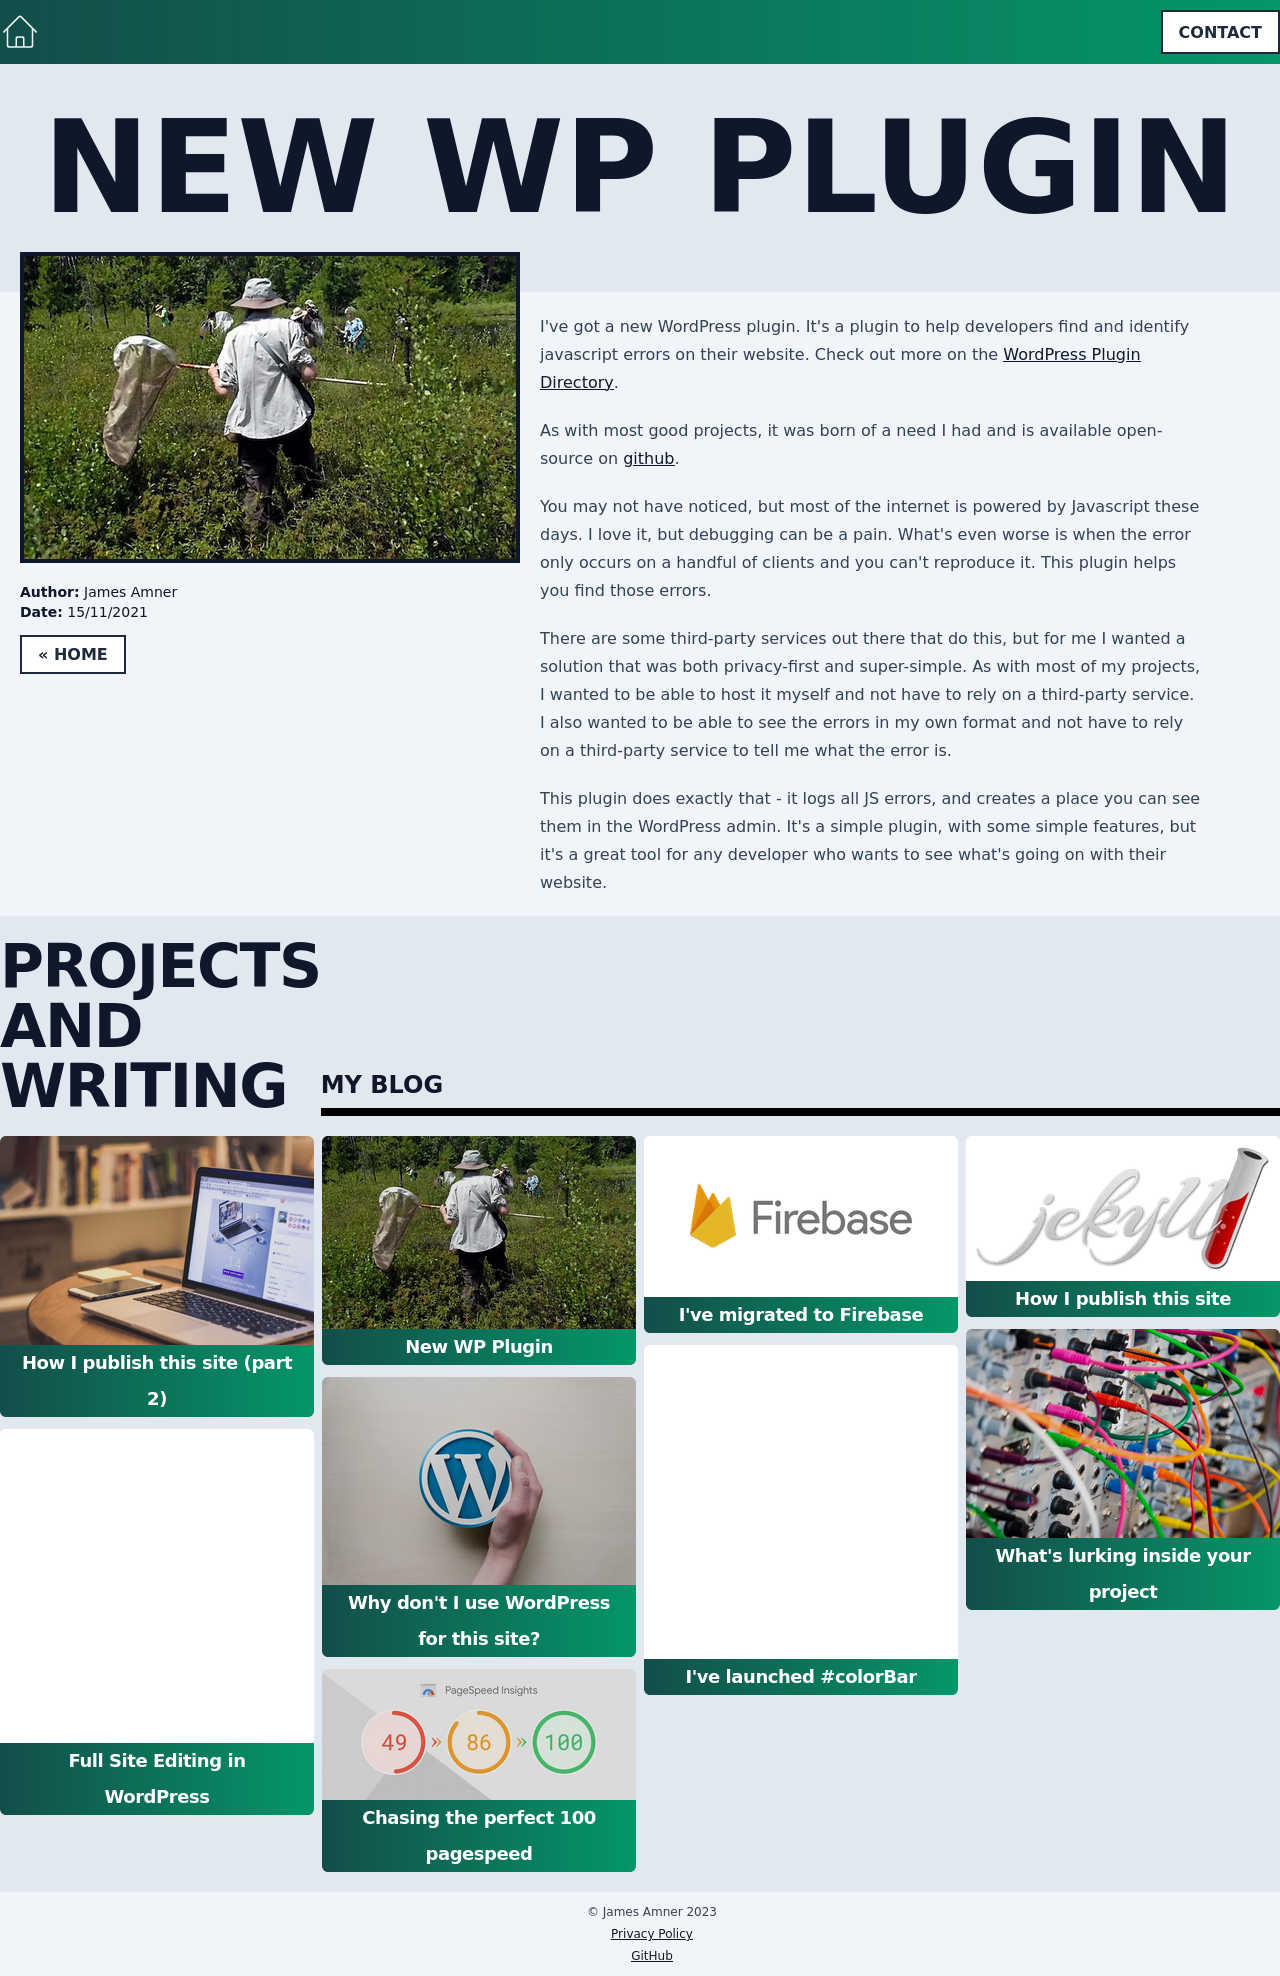 CONTACT
NEW WP PLUGIN
I've got a new WordPress plugin. It's a plugin to help developers find and identify
javascript errors on their website. Check out more on the WordPress Plugin
Directory.
As with most good projects, it was born of a need I had and is available open-
source on github.
You may not have noticed, but most of the internet is powered by Javascript these
days. I love it, but debugging can be a pain. What's even worse is when the error
only occurs on a handful of clients and you can't reproduce it. This plugin helps
you find those errors.
There are some third-party services out there that do this, but for me I wanted a
solution that was both privacy-first and super-simple. As with most of my projects,
I wanted to be able to host it myself and not have to rely on a third-party service.
I also wanted to be able to see the errors in my own format and not have to rely
on a third-party service to tell me what the error is.
This plugin does exactly that - it logs all JS errors, and creates a place you can see
them in the WordPress admin. It's a simple plugin, with some simple features, but
it's a great tool for any developer who wants to see what's going on with their
website.
Author: James Amner
Date: 15/11/2021
« HOME
PROJECTS
AND
WRITING
MY BLOG
How I publish this site (part
2)
Full Site Editing in
WordPress
New WP Plugin
W
Why don't I use WordPress
for this site?
PageSpeed Insights
49 » 86 » 100
Chasing the perfect 100
pagespeed
Firebase
I've migrated to Firebase
I've launched #colorBar
jekyll
How I publish this site
What's lurking inside your
project
© James Amner 2023
Privacy Policy
GitHub